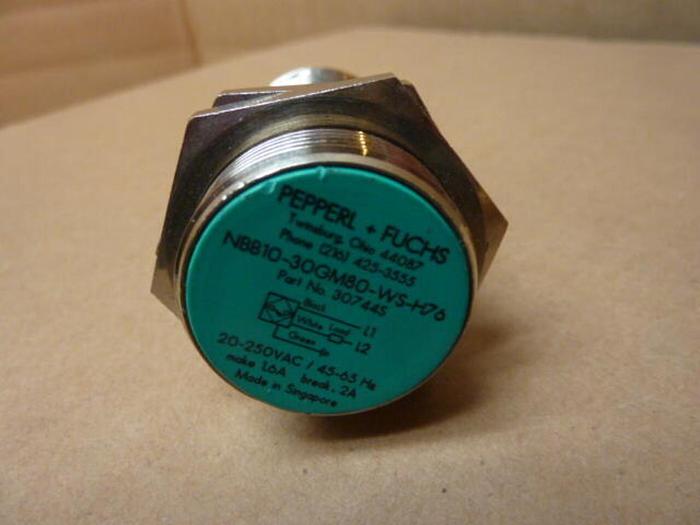 PEPPERL + FUCHS
Twinsburg, Ohio 44087
Phone (216) 425-3555
NBB10-30GM80-WS-H76
Part No. 30744S
Black L1
White Load L2
Green
20-250VAC / 45-65 Hz
make 1.6A break .2A
Made in Singapore